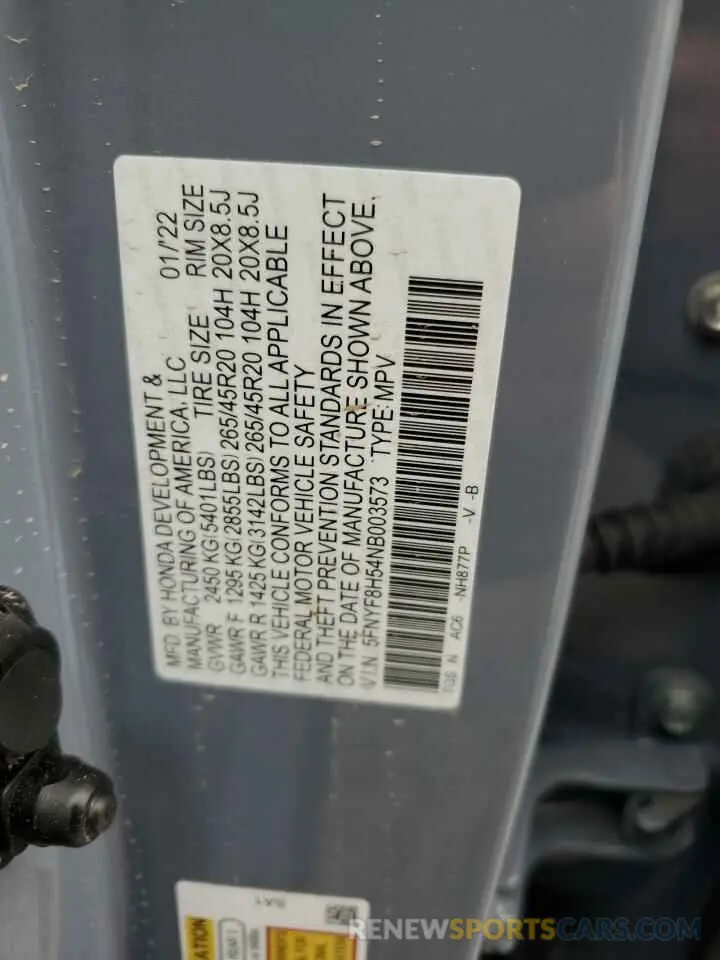 MFD. BY HONDA DEVELOPMENT & 01/'22
MANUFACTURING OF AMERICA, LLC
GVWR 2450 KG(5401LBS) TIRE SIZE RIM SIZE
GAWR F 1295 KG(2855LBS) 265/45R20 104H 20X8.5J
GAWR R 1425 KG(3142LBS) 265/45R20 104H 20X8.5J
THIS VEHICLE CONFORMS TO ALL APPLICABLE
FEDERAL MOTOR VEHICLE SAFETY
AND THEFT PREVENTION STANDARDS IN EFFECT
ON THE DATE OF MANUFACTURE SHOWN ABOVE.
V I N. 5FNYF8H54NB003573 TYPE: MPV
TGS N AC6 -NH877P -V -B
RENEWSPORTSCARS.COM